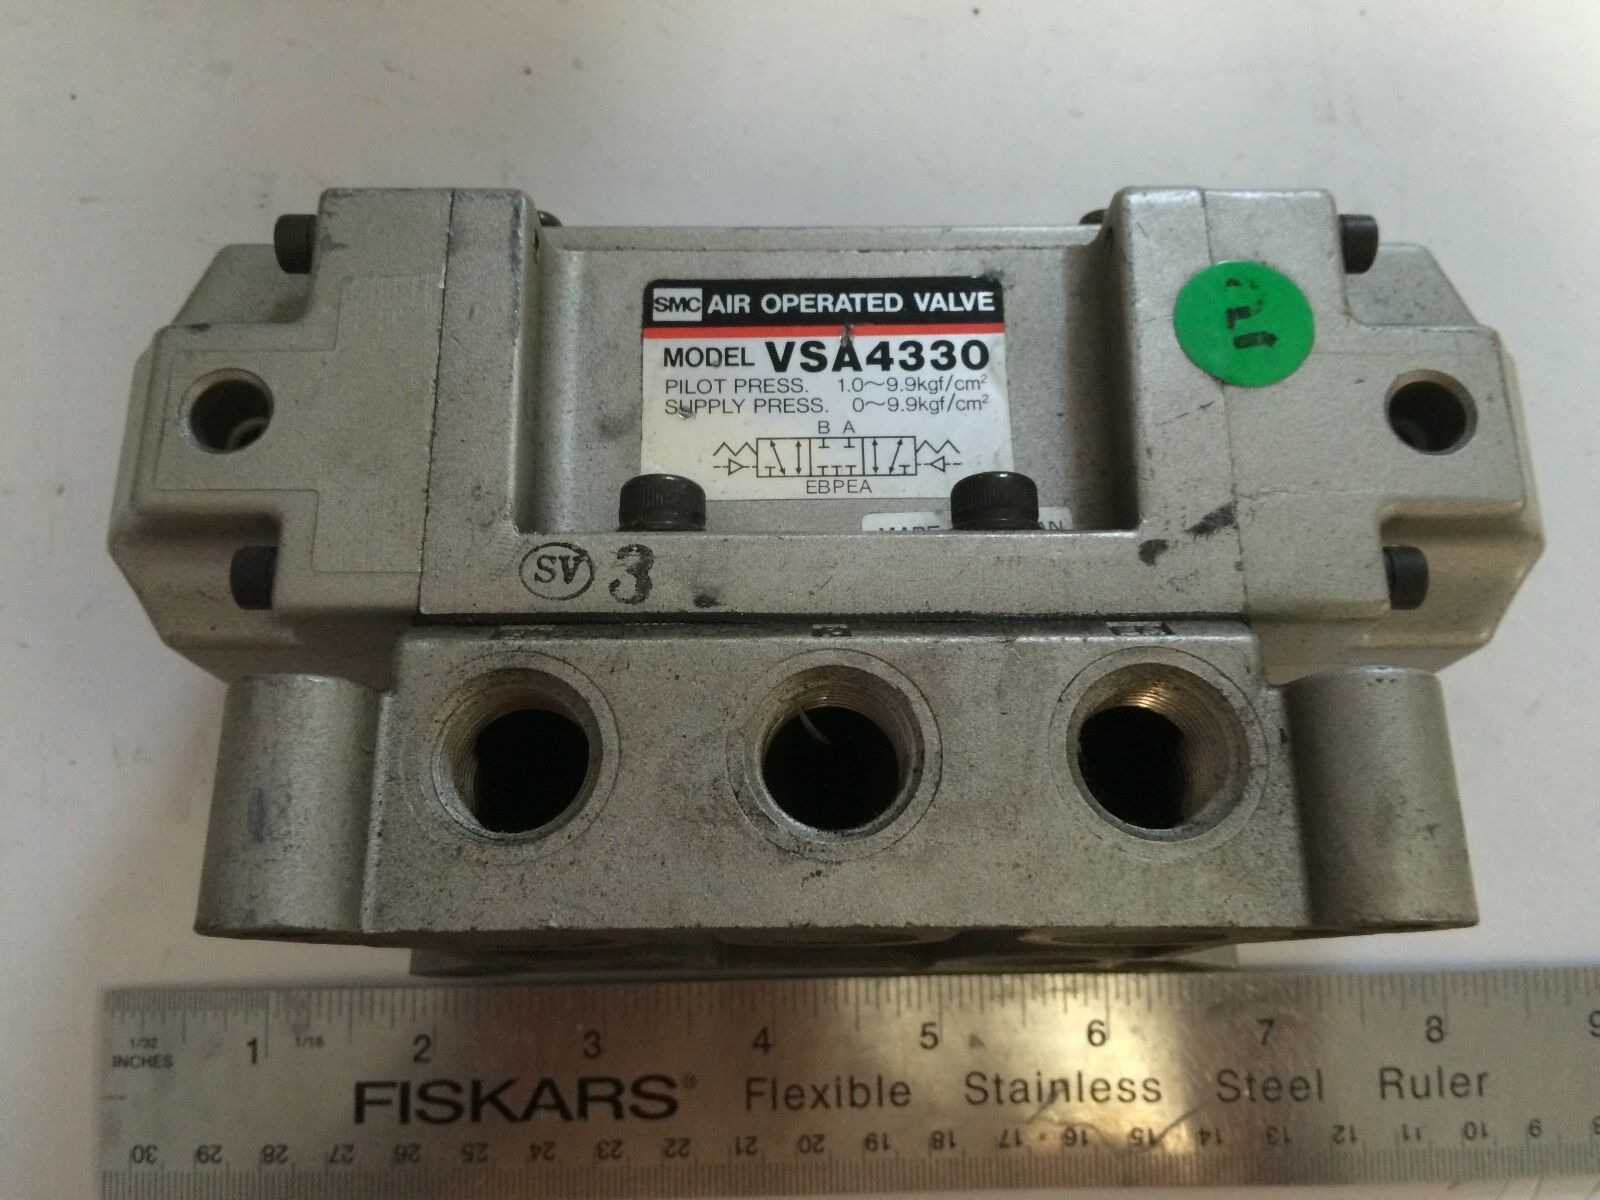 SMC AIR OPERATED VALVE
MODEL VSA4330
PILOT PRESS. 1.0~9.9kgf/cm²
SUPPLY PRESS. 0~9.9kgf/cm²
B A
EBPEA
SV 3
1/32
INCHES
1/16
1 2 3 4 5 6 7 8 9
FISKARS® Flexible Stainless Steel Ruler
30 29 28 27 26 25 24 23 22 21 20 19 18 17 16 15 14 13 12 11 10 9 8